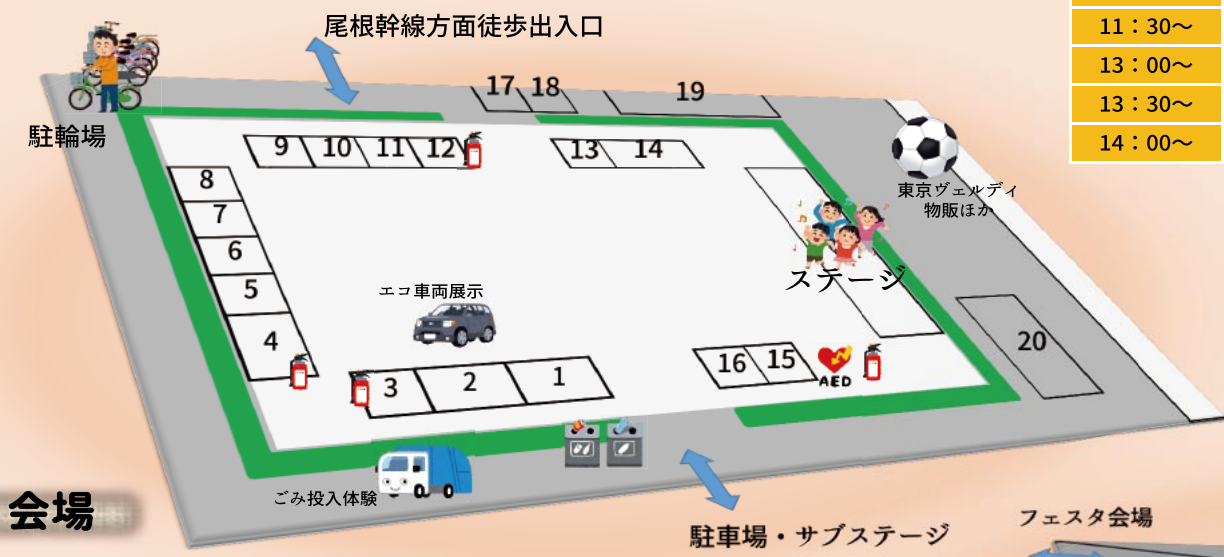 尾根幹線方面徒歩出入口
11：30～
13：00～
13：30～
14：00～
駐輪場
17
18
19
9
10
11
12
13
14
東京ヴェルディ
物販ほか
8
7
6
5
4
ステージ
エコ車両展示
3
2
1
16
15
AED
20
ごみ投入体験
会場
駐車場・サブステージ
フェスタ会場